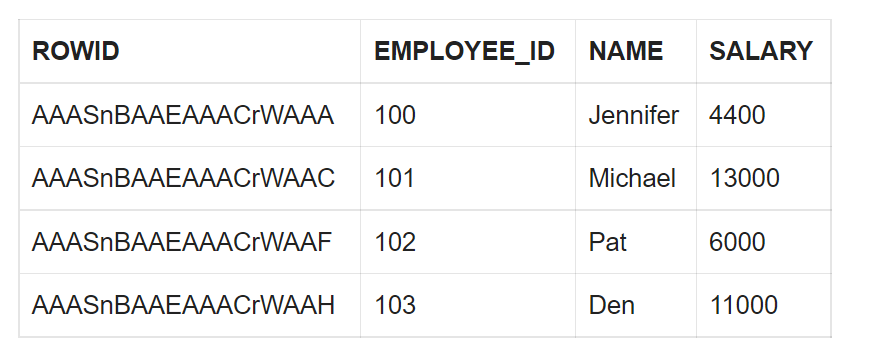 ROWID EMPLOYEE_ID NAME SALARY
AAASnBAAEAAACrWAAA 100 Jennifer 4400
AAASnBAAEAAACrWAAC 101 Michael 13000
AAASnBAAEAAACrWAAF 102 Pat 6000
AAASnBAAEAAACrWAAH 103 Den 11000